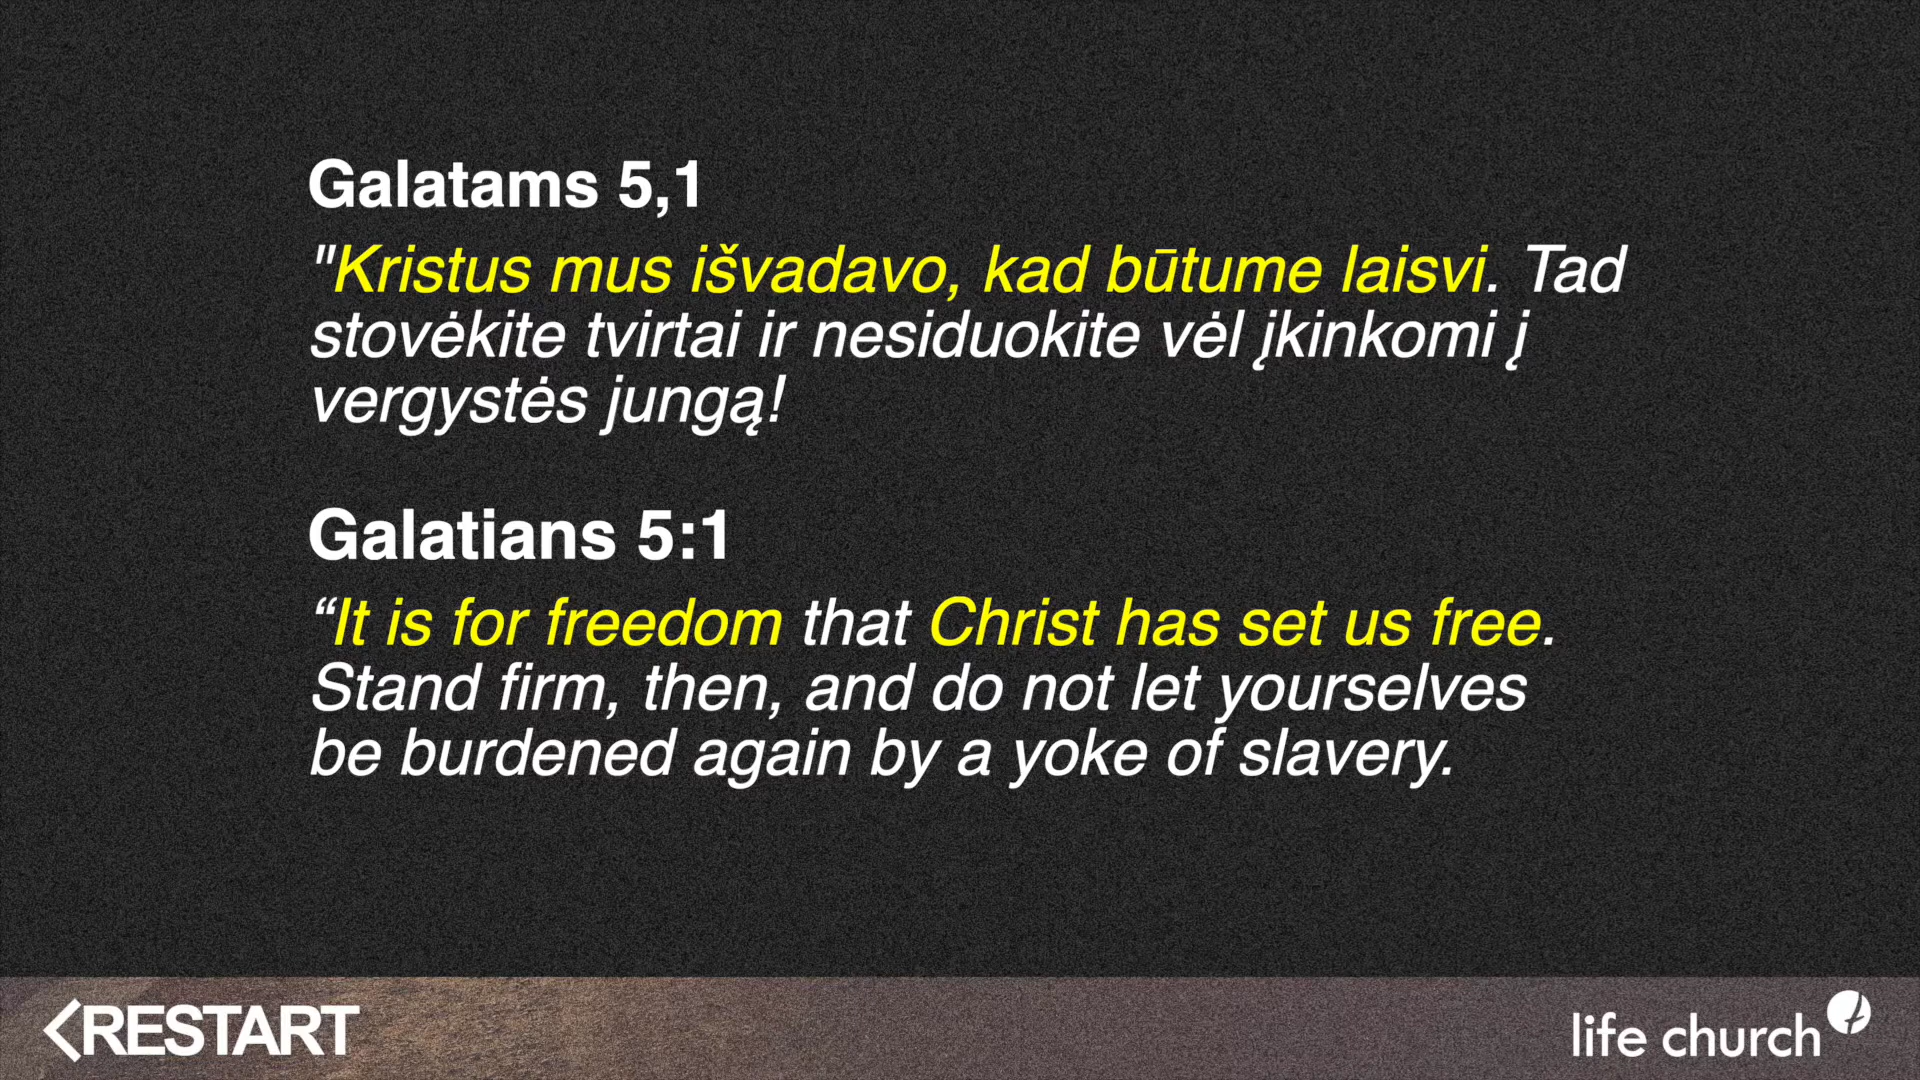 Galatams 5,1
"Kristus mus išvadavo, kad būtume laisvi. Tad
stovėkite tvirtai ir nesiduokite vėl įkinkomi į
vergystės jungą!
Galatians 5:1
“It is for freedom that Christ has set us free.
Stand firm, then, and do not let yourselves
be burdened again by a yoke of slavery.
<RESTART
life church